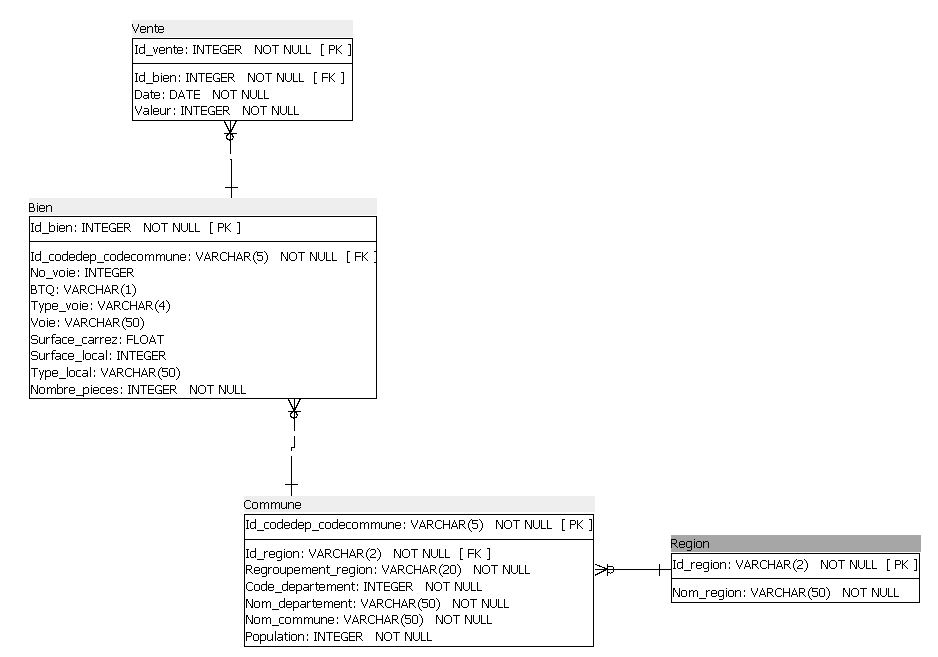 Vente
Id_vente: INTEGER NOT NULL [ PK ]
Id_bien: INTEGER NOT NULL [ FK ]
Date: DATE NOT NULL
Valeur: INTEGER NOT NULL
Bien
Id_bien: INTEGER NOT NULL [ PK ]
Id_codedep_codecommune: VARCHAR(5) NOT NULL [ FK ]
No_voie: INTEGER
BTQ: VARCHAR(1)
Type_voie: VARCHAR(4)
Voie: VARCHAR(50)
Surface_carrez: FLOAT
Surface_local: INTEGER
Type_local: VARCHAR(50)
Nombre_pieces: INTEGER NOT NULL
Commune
Id_codedep_codecommune: VARCHAR(5) NOT NULL [ PK ]
Id_region: VARCHAR(2) NOT NULL [ FK ]
Regroupement_region: VARCHAR(20) NOT NULL
Code_departement: INTEGER NOT NULL
Nom_departement: VARCHAR(50) NOT NULL
Nom_commune: VARCHAR(50) NOT NULL
Population: INTEGER NOT NULL
Region
Id_region: VARCHAR(2) NOT NULL [ PK ]
Nom_region: VARCHAR(50) NOT NULL